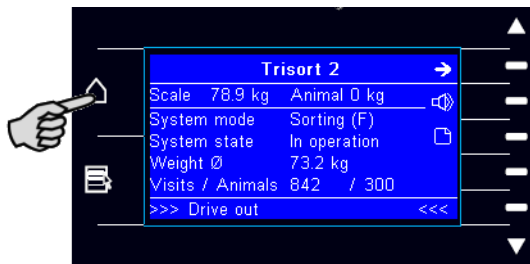 Trisort 2
Scale 78.9 kg Animal 0 kg
System mode Sorting (F)
System state In operation
Weight Ø 73.2 kg
Visits / Animals 842 / 300
>>> Drive out <<<